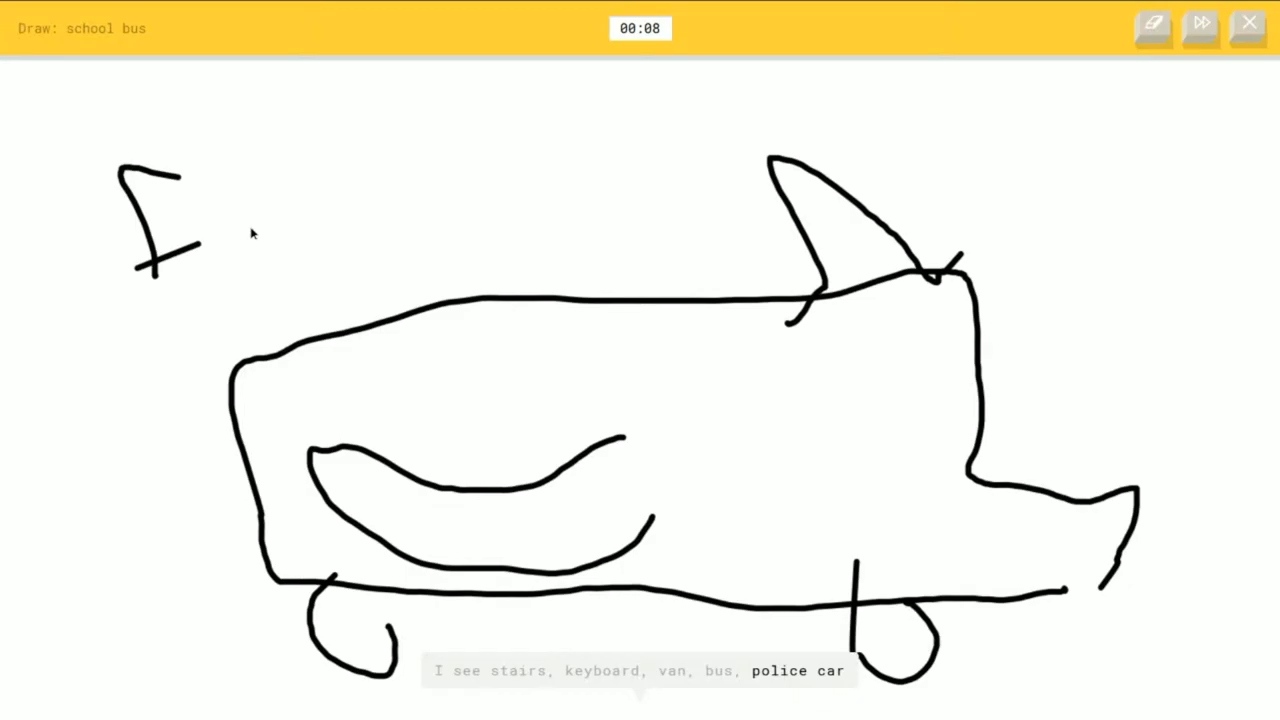 Draw: school bus
00:08
I see stairs, keyboard, van, bus, police car